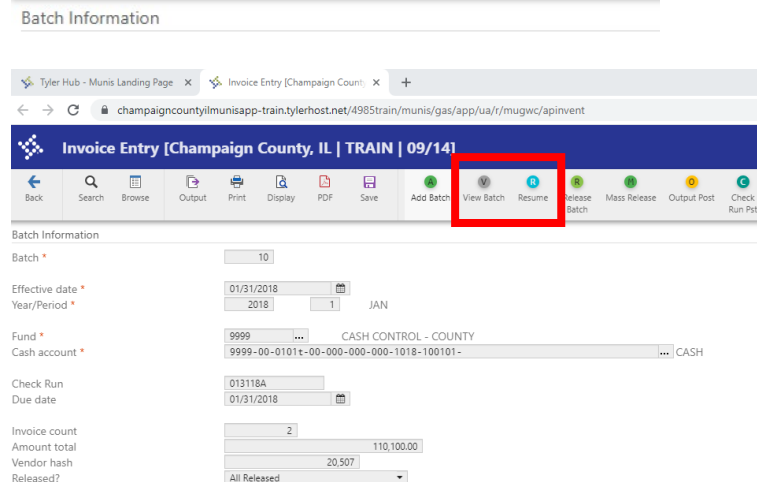 Batch Information
Tyler Hub - Munis Landing Page × Invoice Entry [Champaign County × +
champaigncountyilmunisapp-train.tylerhost.net/4985train/munis/gas/app/ua/r/mugwc/apinvent
Invoice Entry [Champaign County, IL | TRAIN | 09/14]
A V R R M O C
Back Search Browse Output Print Display PDF Save Add Batch View Batch Resume Release Batch Mass Release Output Post Check Run Pst
Batch Information
Batch * 10
Effective date * 01/31/2018
Year/Period * 2018 1 JAN
Fund * 9999 ... CASH CONTROL - COUNTY
Cash account * 9999-00-0101t-00-000-000-000-1018-100101- ... CASH
Check Run 013118A
Due date 01/31/2018
Invoice count 2
Amount total 110,100.00
Vendor hash 20,507
Released? All Released